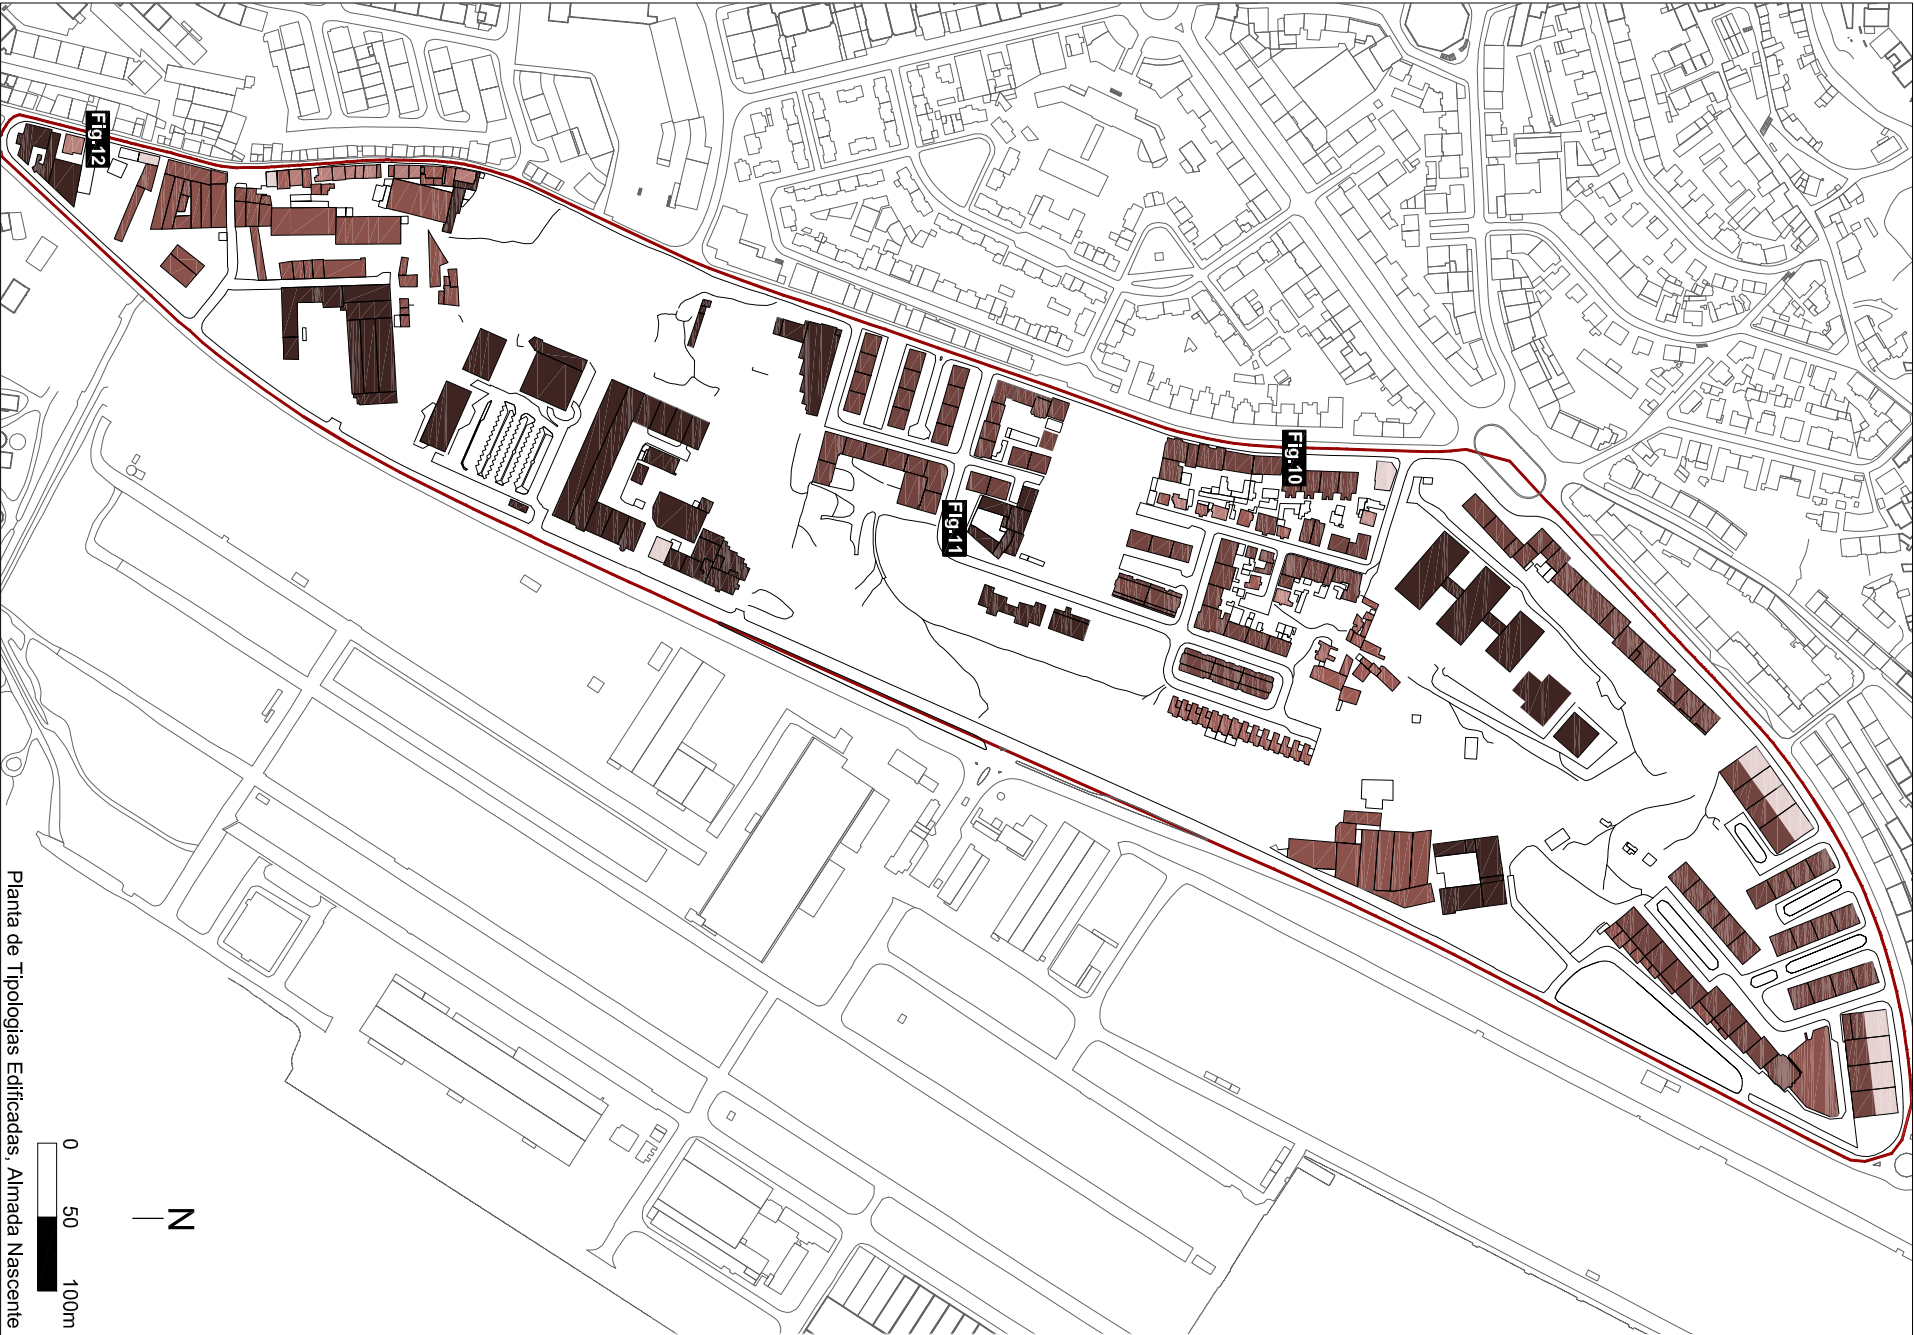 Fig.12
Fig.10
FIg.11
N
0 50 100m
Planta de Tipologias Edificadas, Almada Nascente